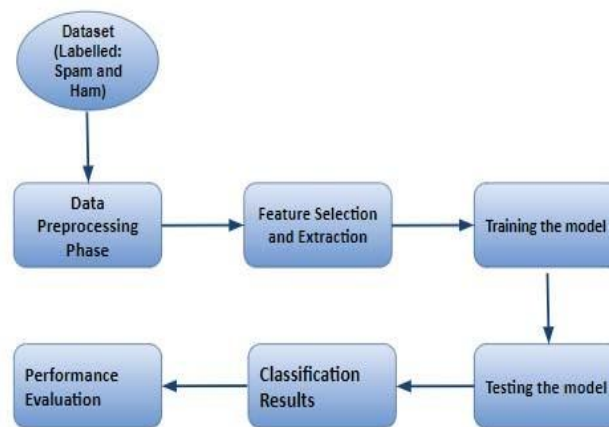 Dataset
(Labelled:
Spam and
Ham)
Data
Preprocessing
Phase
Feature Selection
and Extraction
Training the model
Testing the model
Classification
Results
Performance
Evaluation